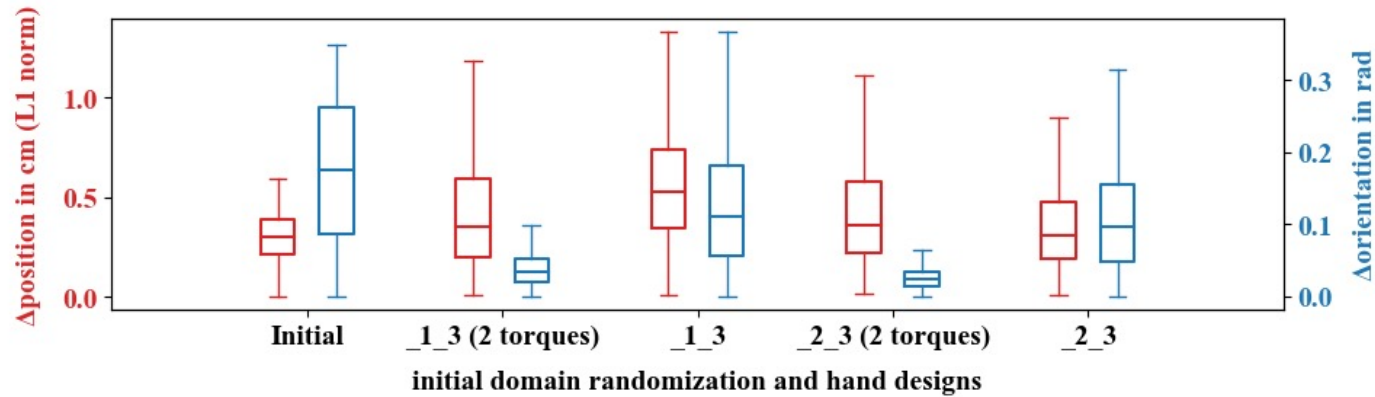 Δposition in cm (L1 norm)
1.0
0.5
0.0
0.3
0.2
0.1
0.0
Δorientation in rad
Initial
_1_3 (2 torques)
_1_3
_2_3 (2 torques)
_2_3
initial domain randomization and hand designs